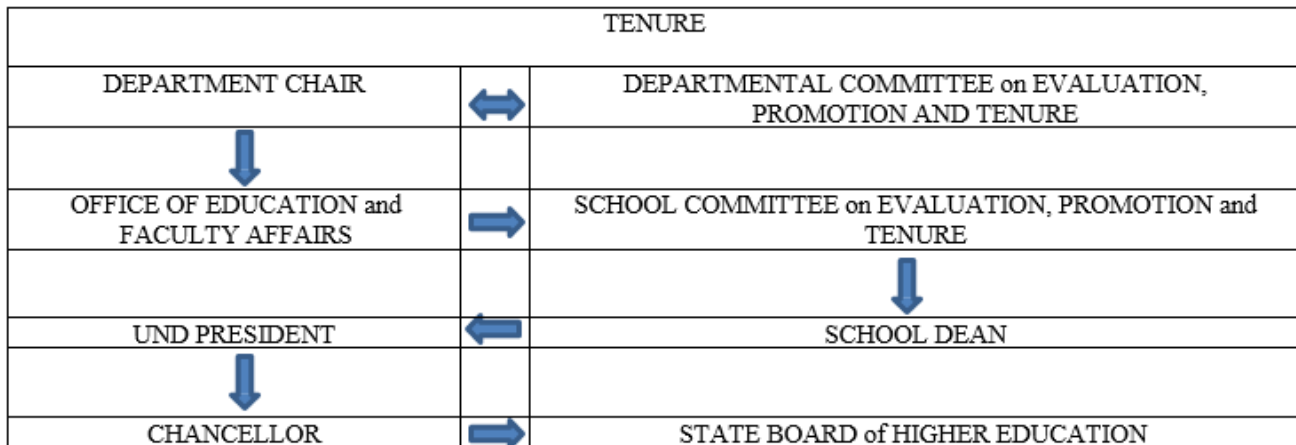 TENURE
DEPARTMENT CHAIR
DEPARTMENTAL COMMITTEE on EVALUATION,
PROMOTION AND TENURE
OFFICE OF EDUCATION and
FACULTY AFFAIRS
SCHOOL COMMITTEE on EVALUATION, PROMOTION and
TENURE
UND PRESIDENT
SCHOOL DEAN
CHANCELLOR
STATE BOARD of HIGHER EDUCATION